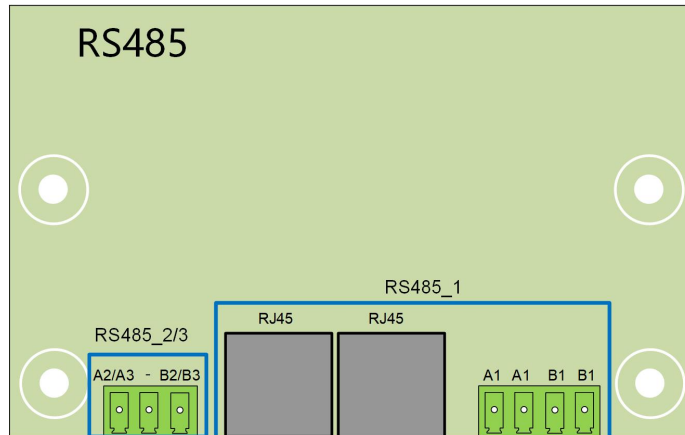 RS485
RS485_1
RJ45 RJ45
RS485_2/3
A2/A3 - B2/B3
A1 A1 B1 B1